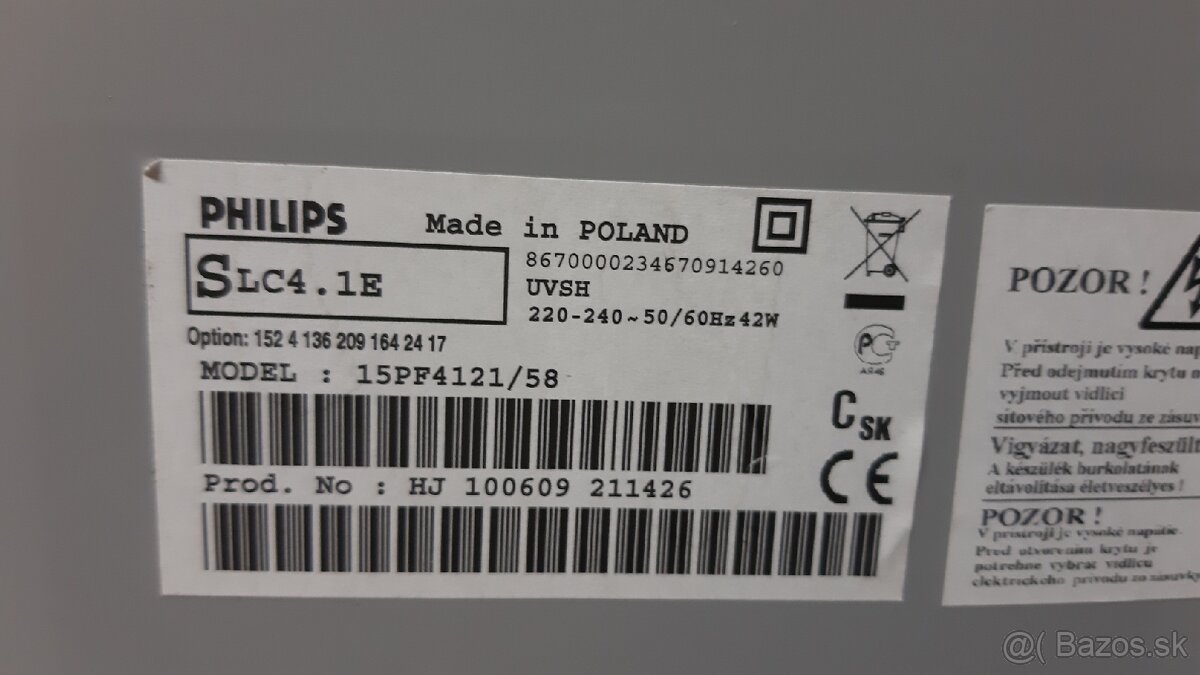 PHILIPS
Made in POLAND
SLC4.1E
8670000234670914260
UVSH
220-240~50/60Hz 42W
Option: 152 4 136 209 164 24 17
MODEL : 15PF4121/58
Prod. No : HJ 100609 211426
PCT
CSK
CE
POZOR !
V přístroji je vysoké
Před odejmutím krytu
vyjmout vidlici
síťového přívodu ze
Vigyázat,
A készülék burkolatának
eltávolítása életveszélyes !
POZOR !
V prístroji je vysoké napätie.
Pred otvorením krytu je
potrebné vybrať vidlicu
elektrického prívodu zo zásuvky
@( Bazos.sk